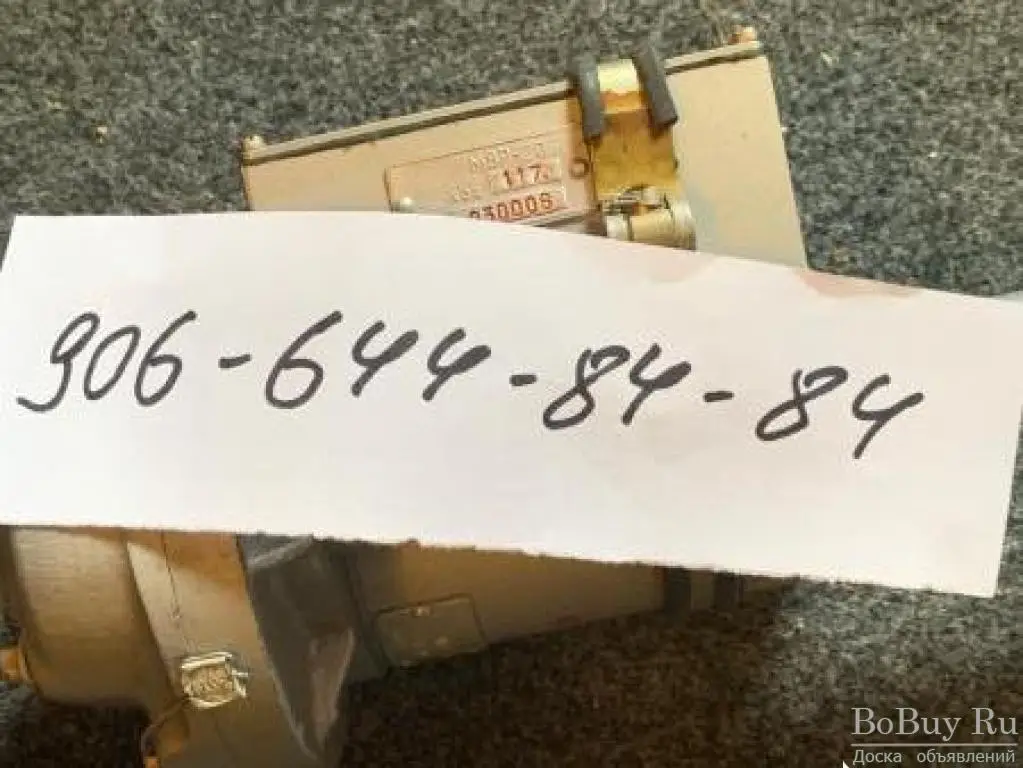 117
03000S
906-644-84-84
BoBuy Ru
Доска объявлений